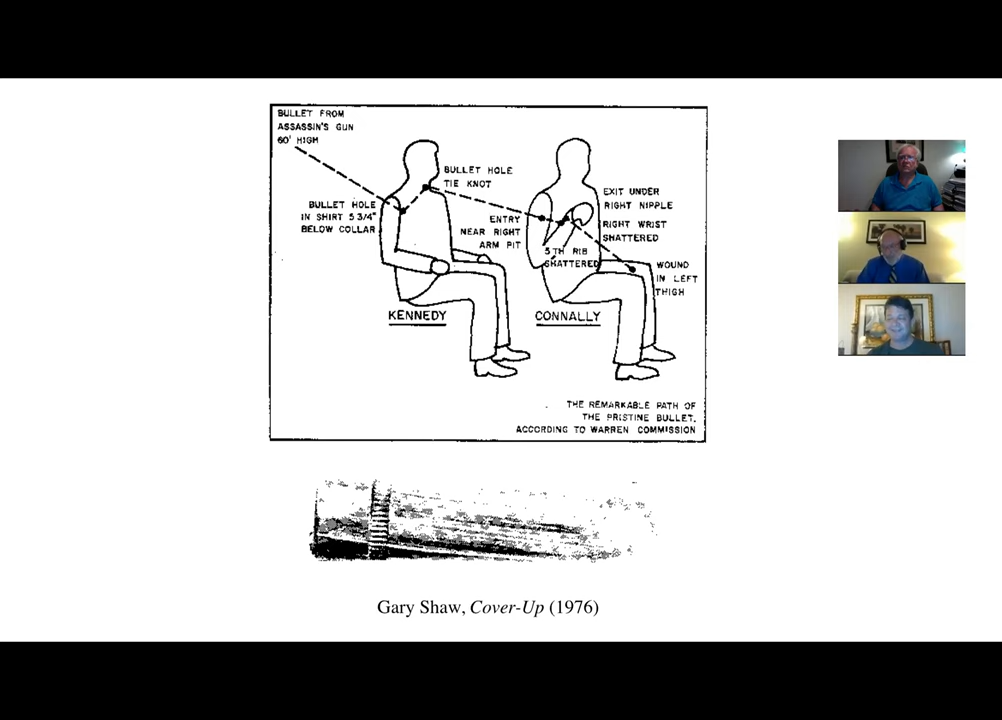 BULLET FROM
ASSASSIN'S GUN
60' HIGH
BULLET HOLE
TIE KNOT
BULLET HOLE
IN SHIRT 5 3/4"
BELOW COLLAR
ENTRY
NEAR RIGHT
ARM PIT
EXIT UNDER
RIGHT NIPPLE
RIGHT WRIST
SHATTERED
5 TH RIB
SHATTERED
WOUND
IN LEFT
THIGH
KENNEDY
CONNALLY
THE REMARKABLE PATH OF
THE PRISTINE BULLET.
ACCORDING TO WARREN COMMISSION
Gary Shaw, Cover-Up (1976)